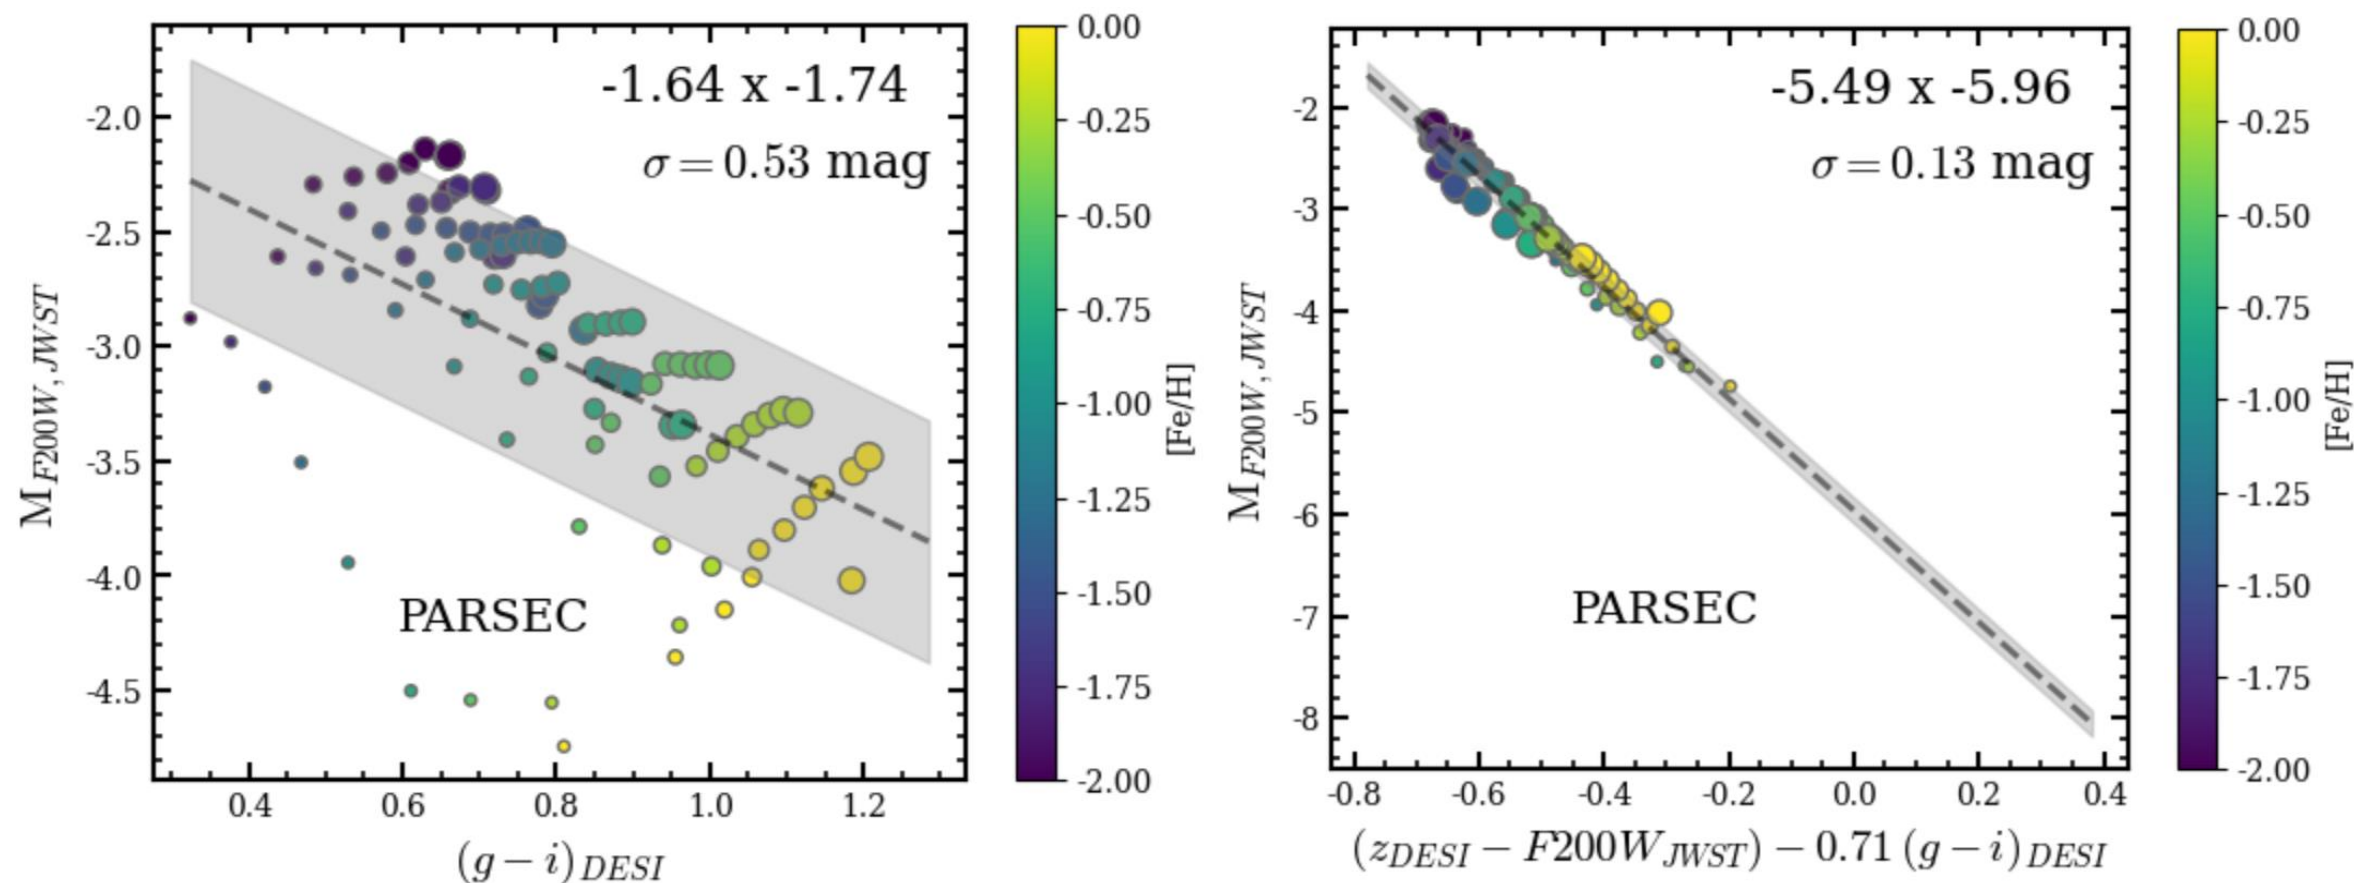 -1.64 x -1.74
σ = 0.53 mag
PARSEC
-2.0
-2.5
-3.0
-3.5
-4.0
-4.5
M_{F200W, JWST}
0.4 0.6 0.8 1.0 1.2
(g − i)_{DESI}
0.00
-0.25
-0.50
-0.75
-1.00
-1.25
-1.50
-1.75
-2.00
[Fe/H]
-5.49 x -5.96
σ = 0.13 mag
PARSEC
-2
-3
-4
-5
-6
-7
-8
M_{F200W, JWST}
-0.8 -0.6 -0.4 -0.2 0.0 0.2 0.4
(z_{DESI} − F200W_{JWST}) − 0.71 (g − i)_{DESI}
0.00
-0.25
-0.50
-0.75
-1.00
-1.25
-1.50
-1.75
-2.00
[Fe/H]